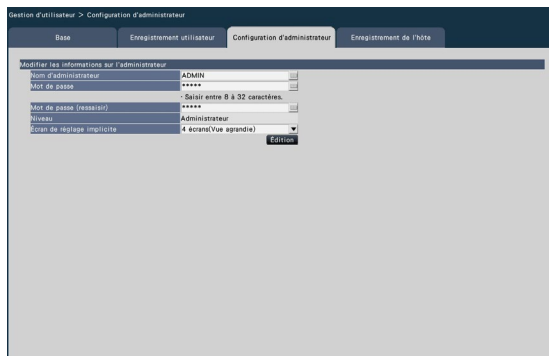 Gestion d'utilisateur > Configuration d'administrateur
Base
Enregistrement utilisateur
Configuration d'administrateur
Enregistrement de l'hôte
Modifier les informations sur l'administrateur
Nom d'administrateur ADMIN
Mot de passe *****
· Saisir entre 8 à 32 caractères.
Mot de passe (ressaisir) *****
Niveau Administrateur
Écran de réglage implicite 4 écrans(Vue agrandie)
Édition